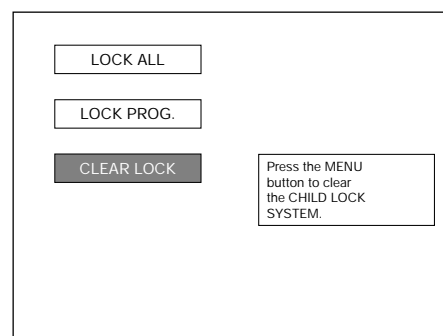 LOCK ALL
LOCK PROG.
CLEAR LOCK
Press the MENU
button to clear
the CHILD LOCK
SYSTEM.